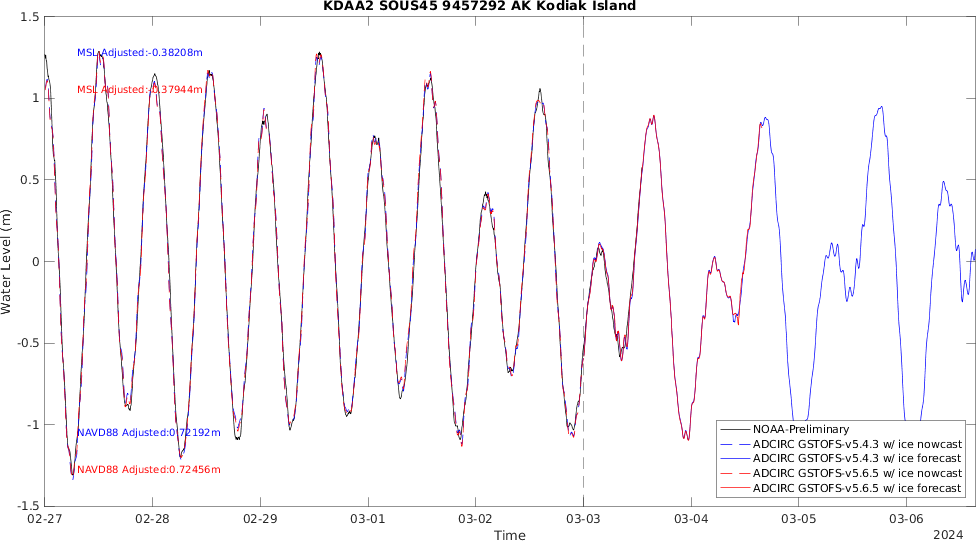 KDAA2 SOUS45 9457292 AK Kodiak Island
1.5
1
0.5
0
-0.5
-1
-1.5
Water Level (m)
MSL Adjusted:-0.38208m
MSL Adjusted:-0.37944m
NAVD88 Adjusted:0.72192m
NAVD88 Adjusted:0.72456m
NOAA-Preliminary
ADCIRC GSTOFS-v5.4.3 w/ ice nowcast
ADCIRC GSTOFS-v5.4.3 w/ ice forecast
ADCIRC GSTOFS-v5.6.5 w/ ice nowcast
ADCIRC GSTOFS-v5.6.5 w/ ice forecast
02-27 02-28 02-29 03-01 03-02 03-03 03-04 03-05 03-06
Time
2024